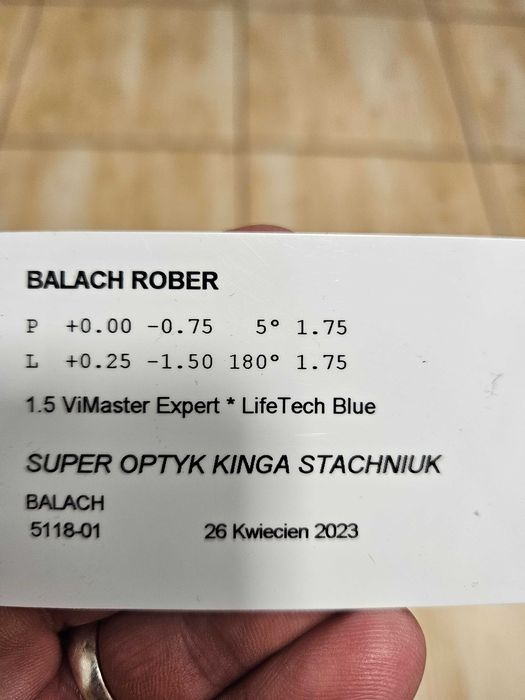 BALACH ROBER
P +0.00 -0.75 5° 1.75
L +0.25 -1.50 180° 1.75
1.5 ViMaster Expert * LifeTech Blue
SUPER OPTYK KINGA STACHNIUK
BALACH
5118-01 26 Kwiecien 2023